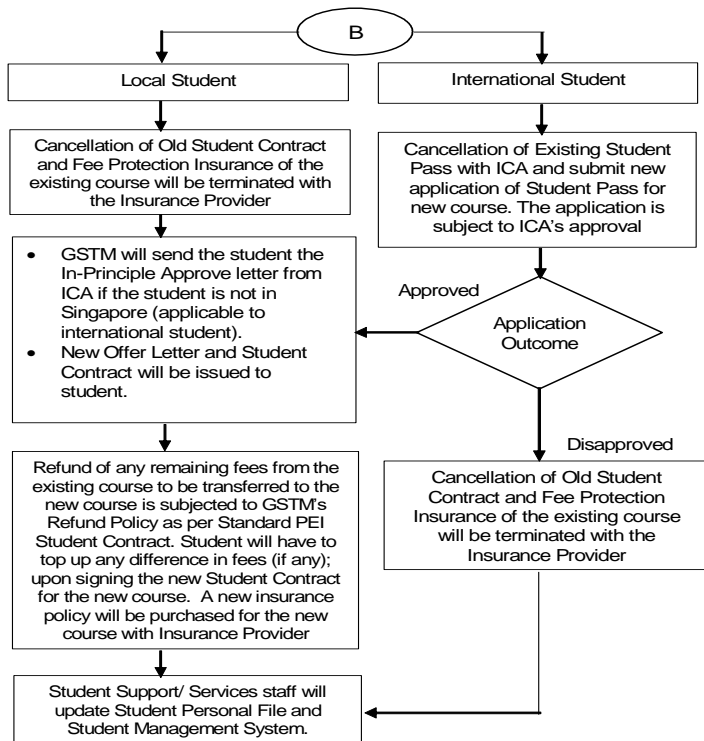 B
Local Student
International Student
Cancellation of Old Student Contract
and Fee Protection Insurance of the
existing course will be terminated with
the Insurance Provider
Cancellation of Existing Student
Pass with ICA and submit new
application of Student Pass for
new course. The application is
subject to ICA's approval
• GSTM will send the student the
In-Principle Approve letter from
ICA if the student is not in
Singapore (applicable to
international student).
• New Offer Letter and Student
Contract will be issued to
student.
Approved
Application
Outcome
Disapproved
Refund of any remaining fees from the
existing course to be transferred to the
new course is subjected to GSTM's
Refund Policy as per Standard PEI
Student Contract. Student will have to
top up any difference in fees (if any);
upon signing the new Student Contract
for the new course. A new insurance
policy will be purchased for the new
course with Insurance Provider
Cancellation of Old Student
Contract and Fee Protection
Insurance of the existing course
will be terminated with the
Insurance Provider
Student Support/ Services staff will
update Student Personal File and
Student Management System.